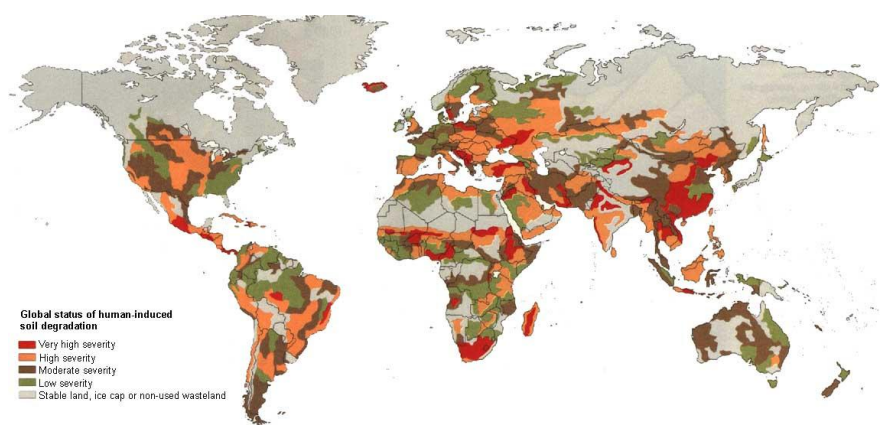 Global status of human-induced
soil degradation
Very high severity
High severity
Moderate severity
Low severity
Stable land, ice cap or non-used wasteland